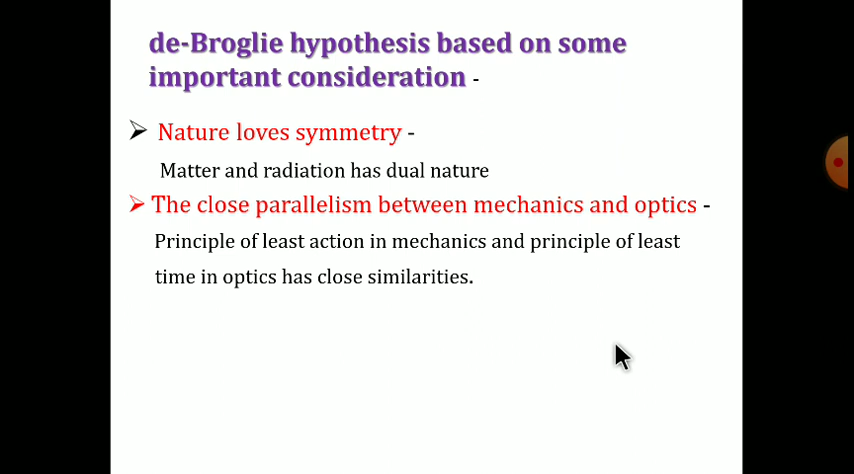 de-Broglie hypothesis based on some
important consideration -
Nature loves symmetry -
Matter and radiation has dual nature
The close parallelism between mechanics and optics -
Principle of least action in mechanics and principle of least
time in optics has close similarities.